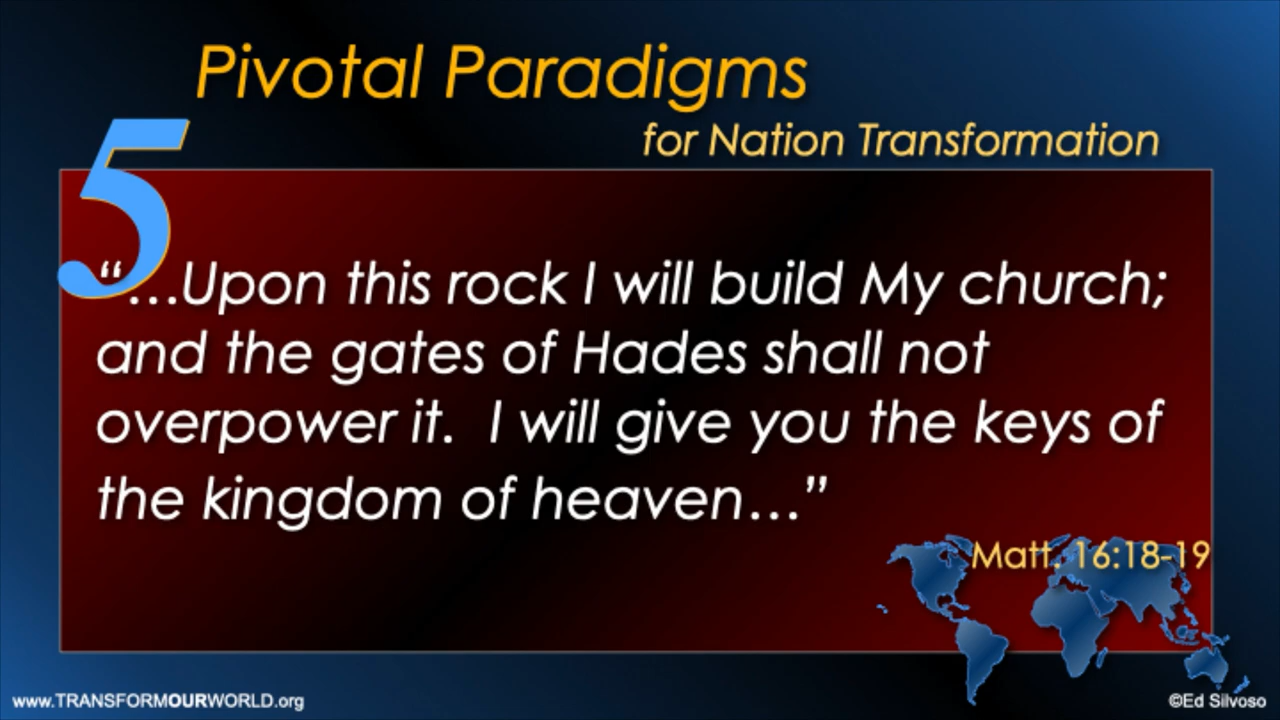 5
Pivotal Paradigms
for Nation Transformation
“…Upon this rock I will build My church;
and the gates of Hades shall not
overpower it.  I will give you the keys of
the kingdom of heaven…”
Matt. 16:18-19
www.TRANSFORMOURWORLD.org
©Ed Silvoso